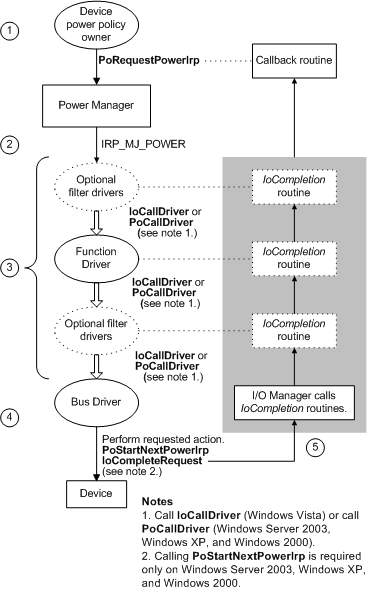 1
Device
power policy
owner
PoRequestPowerIrp
Callback routine
Power Manager
2
IRP_MJ_POWER
Optional
filter drivers
IoCompletion
routine
IoCallDriver or
PoCallDriver
(see note 1.)
3
Function
Driver
IoCompletion
routine
IoCallDriver or
PoCallDriver
(see note 1.)
Optional filter
drivers
IoCompletion
routine
IoCallDriver or
PoCallDriver
(see note 1.)
4
Bus Driver
I/O Manager calls
IoCompletion routines.
Perform requested action.
PoStartNextPowerIrp
IoCompleteRequest
(see note 2.)
5
Device
Notes
1. Call IoCallDriver (Windows Vista) or call
PoCallDriver (Windows Server 2003,
Windows XP, and Windows 2000).
2. Calling PoStartNextPowerIrp is required
only on Windows Server 2003, Windows XP,
and Windows 2000.